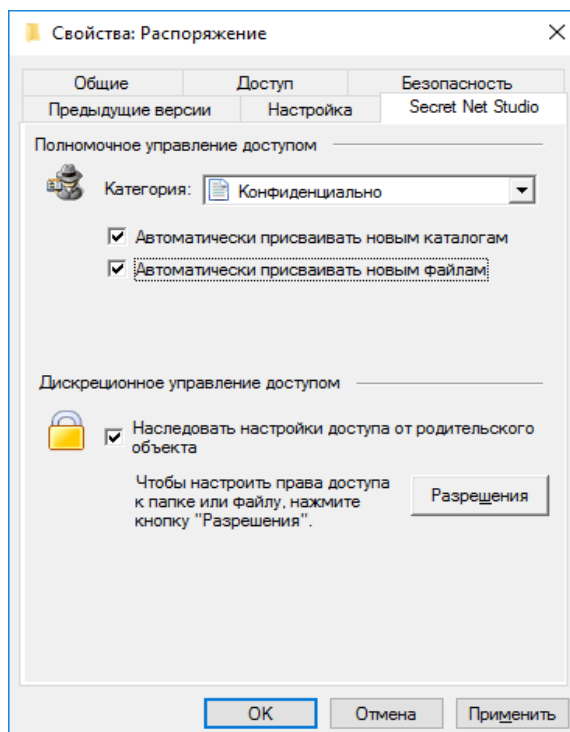 Свойства: Распоряжение
Общие Доступ Безопасность
Предыдущие версии Настройка Secret Net Studio
Полномочное управление доступом
Категория: Конфиденциально
Автоматически присваивать новым каталогам
Автоматически присваивать новым файлам
Дискреционное управление доступом
Наследовать настройки доступа от родительского
объекта
Чтобы настроить права доступа
к папке или файлу, нажмите
кнопку "Разрешения".
Разрешения
OK Отмена Применить